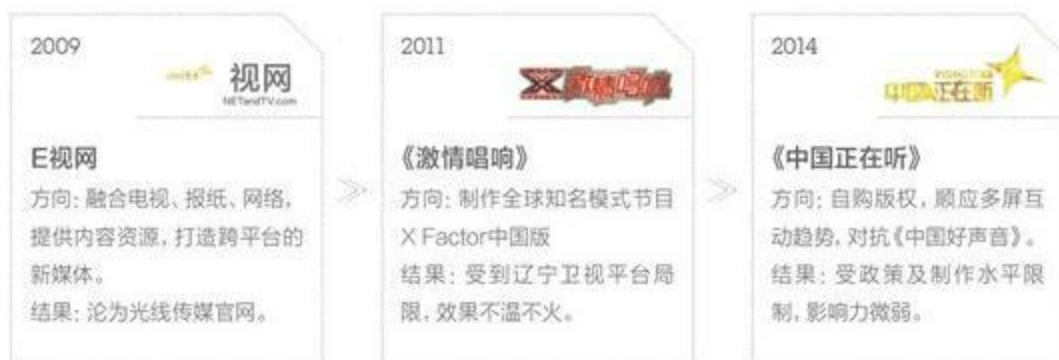 2009
视网
NETandTV.com
E视网
方向: 融合电视、报纸、网络,
提供内容资源, 打造跨平台的
新媒体。
结果: 沦为光线传媒官网。
2011
X 激情唱响
《激情唱响》
方向: 制作全球知名模式节目
X Factor中国版
结果: 受到辽宁卫视平台局
限, 效果不温不火。
2014
中国正在听
《中国正在听》
方向: 自购版权, 顺应多屏互
动趋势, 对抗《中国好声音》。
结果: 受政策及制作水平限
制, 影响力微弱。